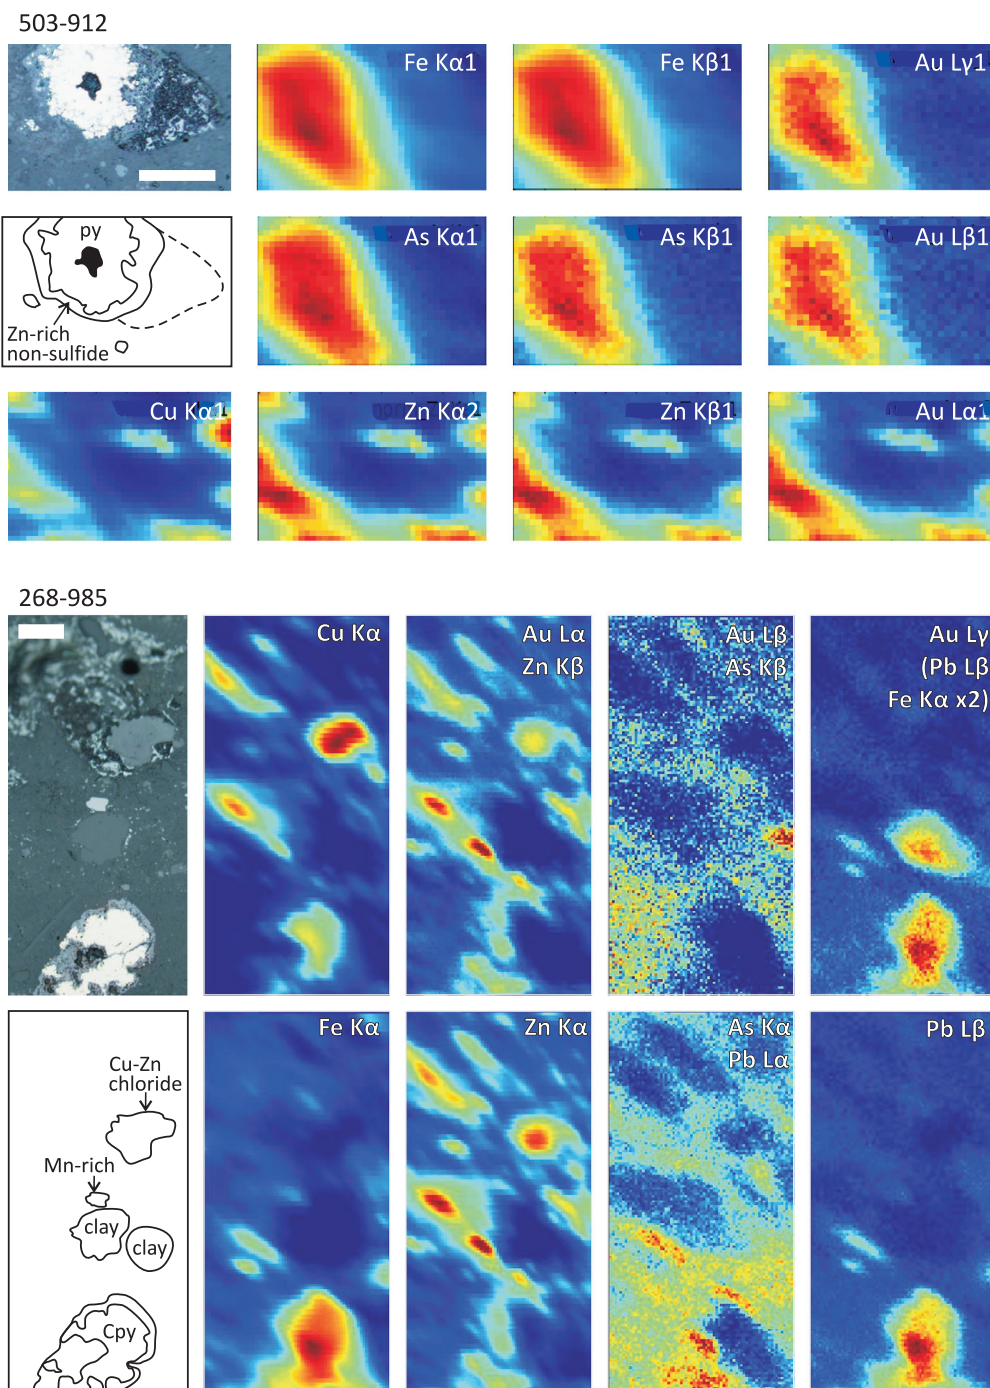 503-912
Fe Kα1
Fe Kβ1
Au Lγ1
py
Zn-rich
non-sulfide
As Kα1
As Kβ1
Au Lβ1
Cu Kα1
Zn Kα2
Zn Kβ1
Au Lα1
268-985
Cu Kα
Au Lα
Zn Kβ
Au Lβ
As Kβ
Au Lγ
(Pb Lβ
Fe Kα x2)
Cu-Zn
chloride
Mn-rich
clay
clay
Cpy
Fe Kα
Zn Kα
As Kα
Pb Lα
Pb Lβ